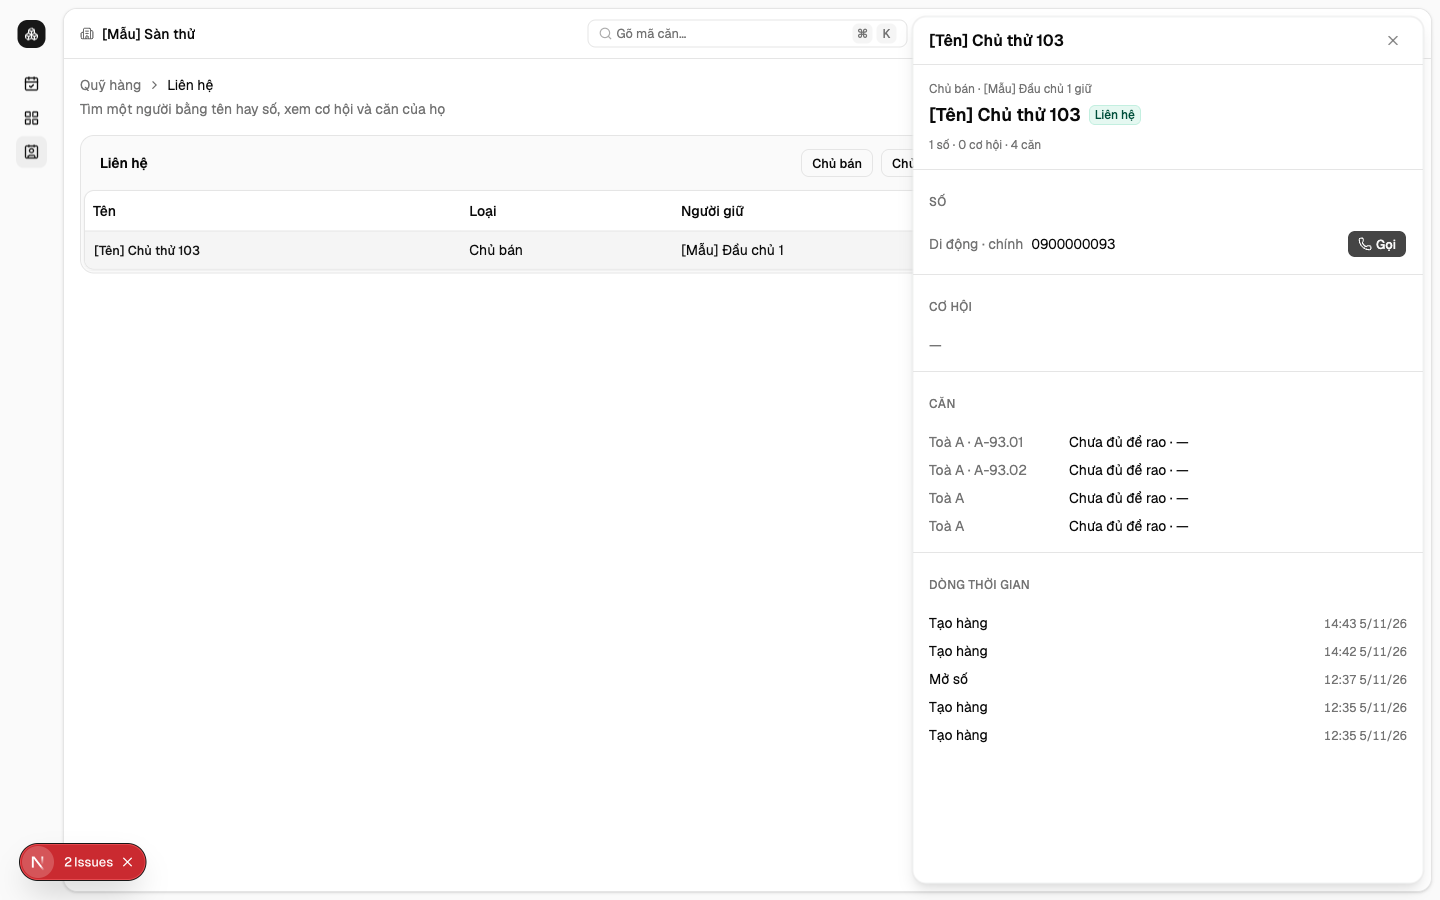 [Mẫu] Sàn thử
Gõ mã căn...
⌘ K
Quỹ hàng > Liên hệ
Tìm một người bằng tên hay số, xem cơ hội và căn của họ
Liên hệ
Chủ bán
Tên Loại Người giữ
[Tên] Chủ thử 103 Chủ bán [Mẫu] Đầu chủ 1
2 Issues
[Tên] Chủ thử 103
Chủ bán · [Mẫu] Đầu chủ 1 giữ
[Tên] Chủ thử 103 Liên hệ
1 số · 0 cơ hội · 4 căn
SỐ
Di động · chính 0900000093 Gọi
CƠ HỘI
—
CĂN
Toà A · A-93.01 Chưa đủ để rao · —
Toà A · A-93.02 Chưa đủ để rao · —
Toà A Chưa đủ để rao · —
Toà A Chưa đủ để rao · —
DÒNG THỜI GIAN
Tạo hàng 14:43 5/11/26
Tạo hàng 14:42 5/11/26
Mở số 12:37 5/11/26
Tạo hàng 12:35 5/11/26
Tạo hàng 12:35 5/11/26